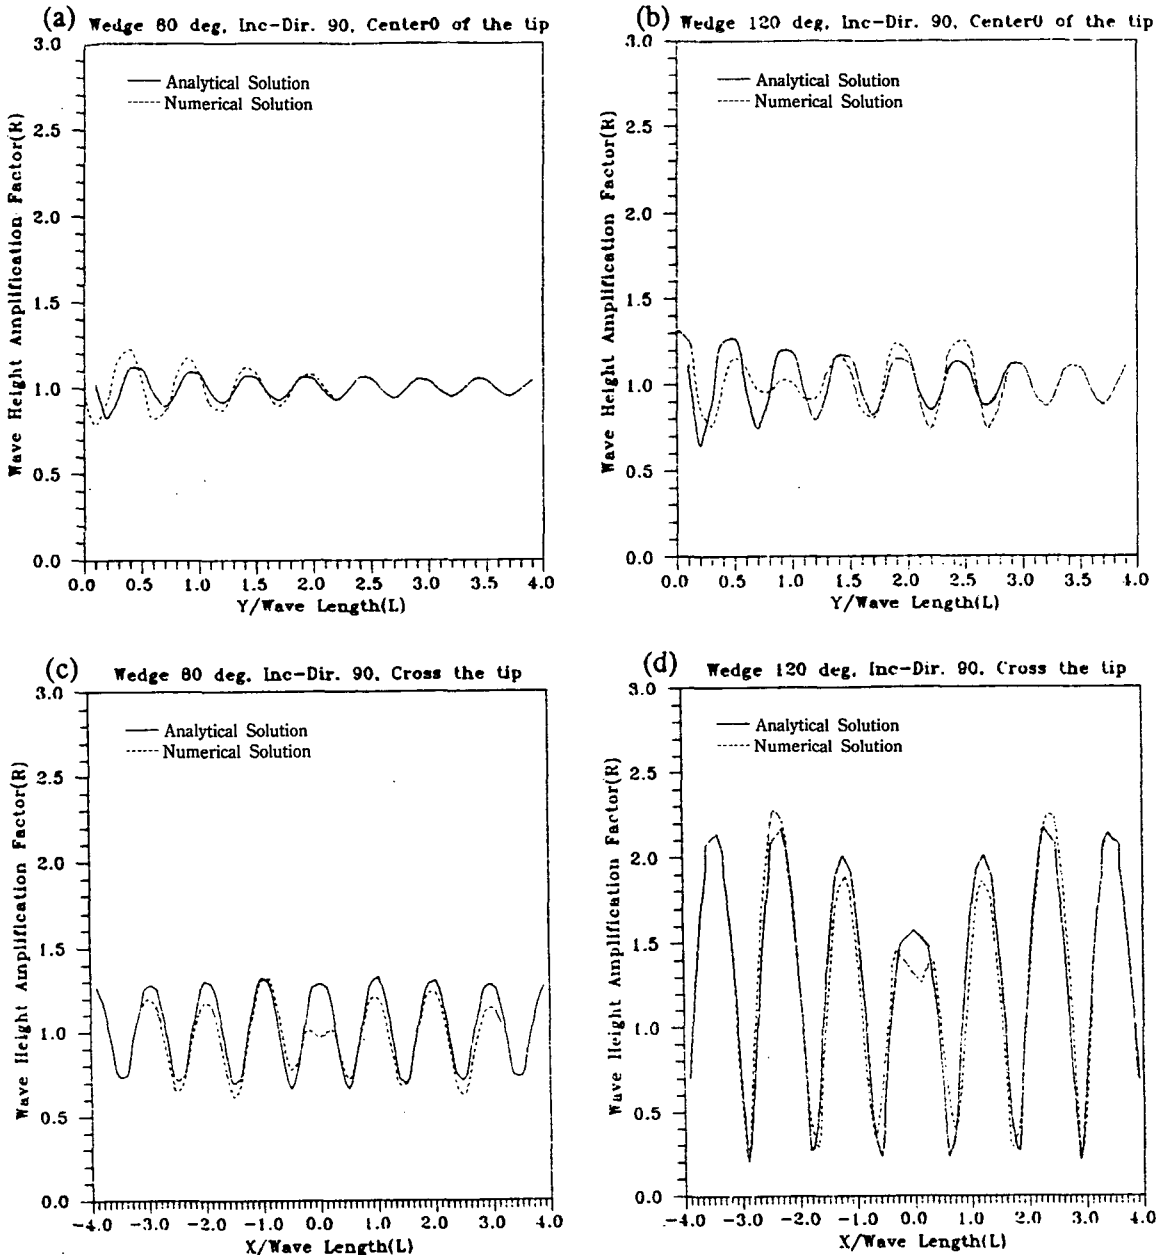 (a) Wedge 80 deg, Inc-Dir. 90, Center0 of the tip
Wave Height Amplification Factor(R)
3.0
2.5
2.0
1.5
1.0
0.5
0.0
Analytical Solution
Numerical Solution
0.0 0.5 1.0 1.5 2.0 2.5 3.0 3.5 4.0
Y/Wave Length(L)
(b) Wedge 120 deg, Inc-Dir. 90, Center0 of the tip
Wave Height Amplification Factor(R)
3.0
2.5
2.0
1.5
1.0
0.5
0.0
Analytical Solution
Numerical Solution
0.0 0.5 1.0 1.5 2.0 2.5 3.0 3.5 4.0
Y/Wave Length(L)
(c) Wedge 80 deg, Inc-Dir. 90, Cross the tip
Wave Height Amplification Factor(R)
3.0
2.5
2.0
1.5
1.0
0.5
0.0
Analytical Solution
Numerical Solution
-4.0 -3.0 -2.0 -1.0 0.0 1.0 2.0 3.0 4.0
X/Wave Length(L)
(d) Wedge 120 deg, Inc-Dir. 90, Cross the tip
Wave Height Amplification Factor(R)
3.0
2.5
2.0
1.5
1.0
0.5
0.0
Analytical Solution
Numerical Solution
-4.0 -3.0 -2.0 -1.0 0.0 1.0 2.0 3.0 4.0
X/Wave Length(L)